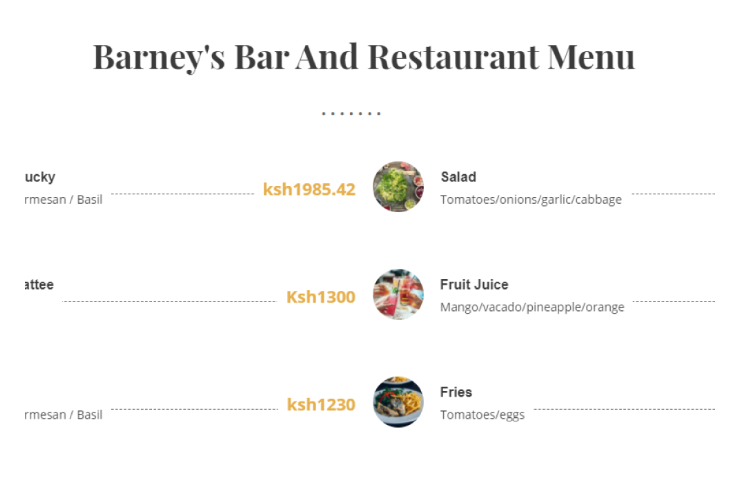 Barney's Bar And Restaurant Menu
ucky
rmesan / Basil
ksh1985.42
Salad
Tomatoes/onions/garlic/cabbage
attee
Ksh1300
Fruit Juice
Mango/vacado/pineapple/orange
rmesan / Basil
ksh1230
Fries
Tomatoes/eggs